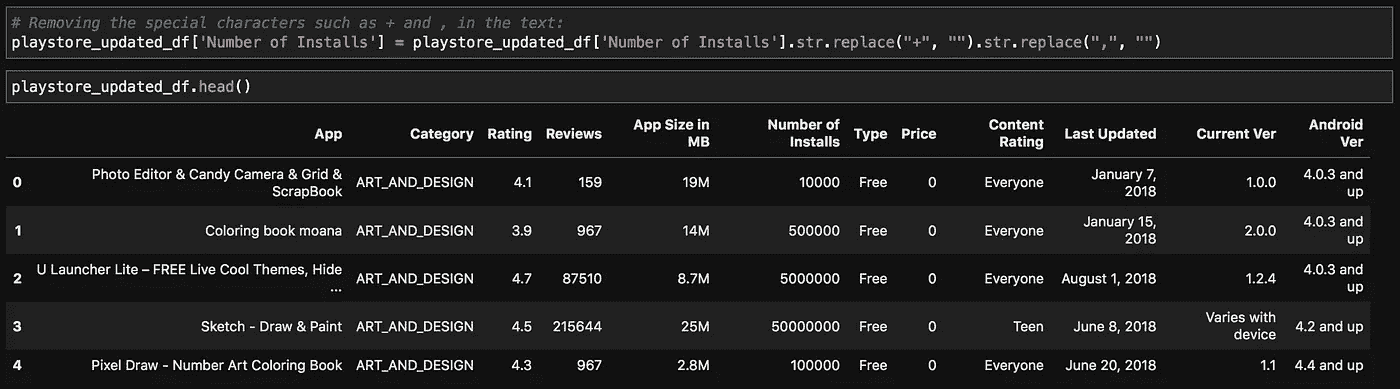 # Removing the special characters such as + and , in the text:
playstore_updated_df['Number of Installs'] = playstore_updated_df['Number of Installs'].str.replace("+", "").str.replace(",", "")
playstore_updated_df.head()
App Category Rating Reviews App Size in MB Number of Installs Type Price Content Rating Last Updated Current Ver Android Ver
0 Photo Editor & Candy Camera & Grid & ScrapBook ART_AND_DESIGN 4.1 159 19M 10000 Free 0 Everyone January 7, 2018 1.0.0 4.0.3 and up
1 Coloring book moana ART_AND_DESIGN 3.9 967 14M 500000 Free 0 Everyone January 15, 2018 2.0.0 4.0.3 and up
2 U Launcher Lite – FREE Live Cool Themes, Hide ... ART_AND_DESIGN 4.7 87510 8.7M 5000000 Free 0 Everyone August 1, 2018 1.2.4 4.0.3 and up
3 Sketch - Draw & Paint ART_AND_DESIGN 4.5 215644 25M 50000000 Free 0 Teen June 8, 2018 Varies with device 4.2 and up
4 Pixel Draw - Number Art Coloring Book ART_AND_DESIGN 4.3 967 2.8M 100000 Free 0 Everyone June 20, 2018 1.1 4.4 and up